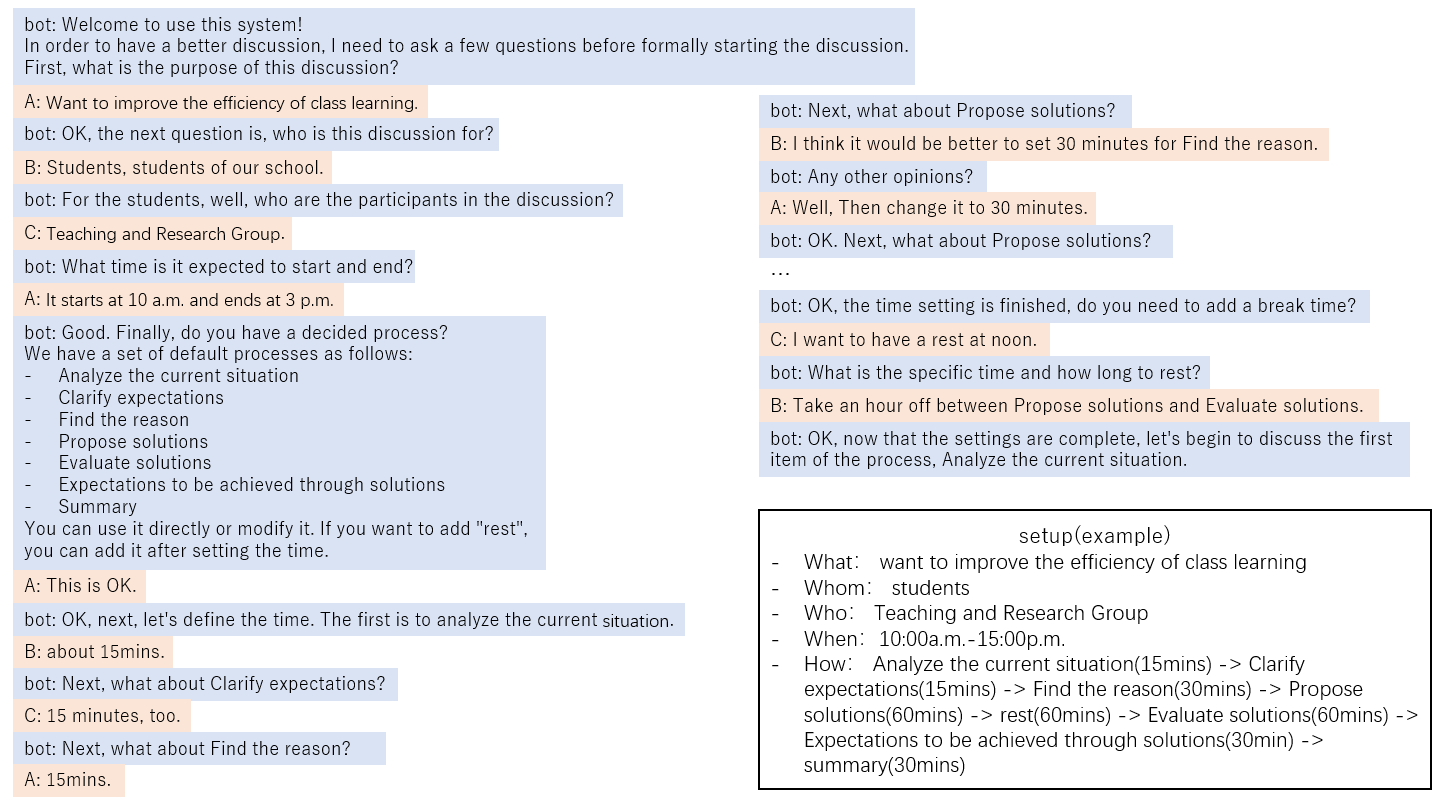 bot: Welcome to use this system!
In order to have a better discussion, I need to ask a few questions before formally starting the discussion.
First, what is the purpose of this discussion?
A: Want to improve the efficiency of class learning.
bot: OK, the next question is, who is this discussion for?
B: Students, students of our school.
bot: For the students, well, who are the participants in the discussion?
C: Teaching and Research Group.
bot: What time is it expected to start and end?
A: It starts at 10 a.m. and ends at 3 p.m.
bot: Good. Finally, do you have a decided process?
We have a set of default processes as follows:
- Analyze the current situation
- Clarify expectations
- Find the reason
- Propose solutions
- Evaluate solutions
- Expectations to be achieved through solutions
- Summary
You can use it directly or modify it. If you want to add "rest",
you can add it after setting the time.
A: This is OK.
bot: OK, next, let's define the time. The first is to analyze the current situation.
B: about 15mins.
bot: Next, what about Clarify expectations?
C: 15 minutes, too.
bot: Next, what about Find the reason?
A: 15mins.
bot: Next, what about Propose solutions?
B: I think it would be better to set 30 minutes for Find the reason.
bot: Any other opinions?
A: Well, Then change it to 30 minutes.
bot: OK. Next, what about Propose solutions?
…
bot: OK, the time setting is finished, do you need to add a break time?
C: I want to have a rest at noon.
bot: What is the specific time and how long to rest?
B: Take an hour off between Propose solutions and Evaluate solutions.
bot: OK, now that the settings are complete, let's begin to discuss the first
item of the process, Analyze the current situation.
setup(example)
- What： want to improve the efficiency of class learning
- Whom： students
- Who： Teaching and Research Group
- When：10:00a.m.-15:00p.m.
- How： Analyze the current situation(15mins) -> Clarify
expectations(15mins) -> Find the reason(30mins) -> Propose
solutions(60mins) -> rest(60mins) -> Evaluate solutions(60mins) ->
Expectations to be achieved through solutions(30min) ->
summary(30mins)